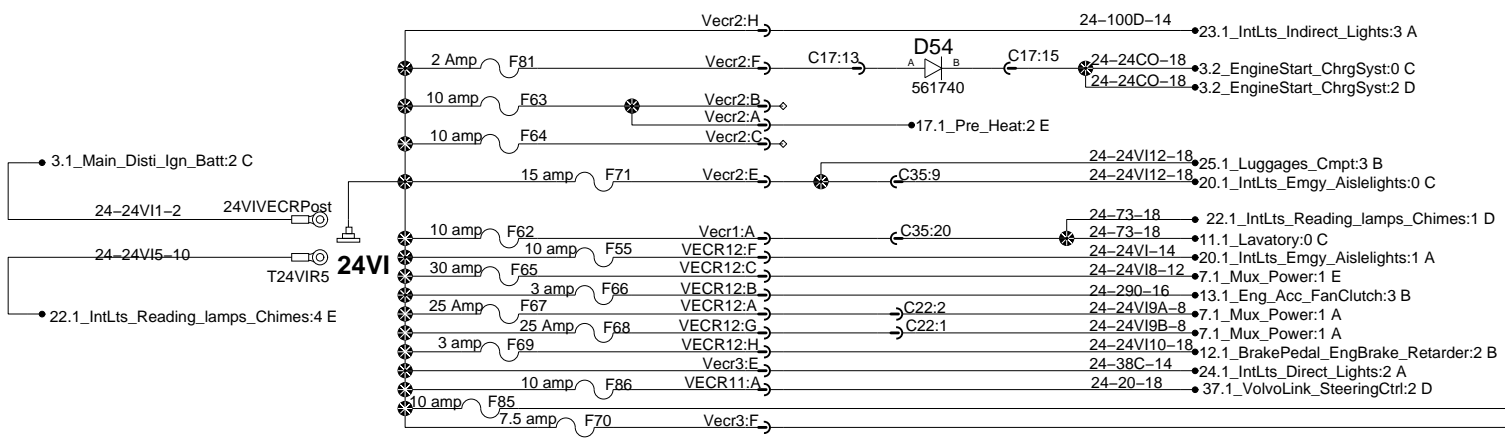 Vecr2:H 24-100D-14 23.1_IntLts_Indirect_Lights:3 A
2 Amp F81 Vecr2:F C17:13 D54 A B 561740 C17:15 24-24CO-18 3.2_EngineStart_ChrgSyst:0 C
24-24CO-18 3.2_EngineStart_ChrgSyst:2 D
10 amp F63 Vecr2:B
Vecr2:A 17.1_Pre_Heat:2 E
10 amp F64 Vecr2:C
3.1_Main_Disti_Ign_Batt:2 C
24-24VI12-18 25.1_Luggages_Cmpt:3 B
15 amp F71 Vecr2:E C35:9 24-24VI12-18 20.1_IntLts_Emgy_Aislelights:0 C
24-24VI1-2 24VIVECRPost
24-73-18 22.1_IntLts_Reading_lamps_Chimes:1 D
10 amp F62 Vecr1:A C35:20 24-73-18 11.1_Lavatory:0 C
24-24VI5-10 T24VIR5 24VI
10 amp F55 VECR12:F 24-24VI-14 20.1_IntLts_Emgy_Aislelights:1 A
30 amp F65 VECR12:C 24-24VI8-12 7.1_Mux_Power:1 E
3 amp F66 VECR12:B 24-290-16 13.1_Eng_Acc_FanClutch:3 B
22.1_IntLts_Reading_lamps_Chimes:4 E
25 Amp F67 VECR12:A C22:2 24-24VI9A-8 7.1_Mux_Power:1 A
25 Amp F68 VECR12:G C22:1 24-24VI9B-8 7.1_Mux_Power:1 A
3 amp F69 VECR12:H 24-24VI10-18 12.1_BrakePedal_EngBrake_Retarder:2 B
Vecr3:E 24-38C-14 24.1_IntLts_Direct_Lights:2 A
10 amp F86 VECR11:A 24-20-18 37.1_VolvoLink_SteeringCtrl:2 D
10 amp F85
7.5 amp F70 Vecr3:F